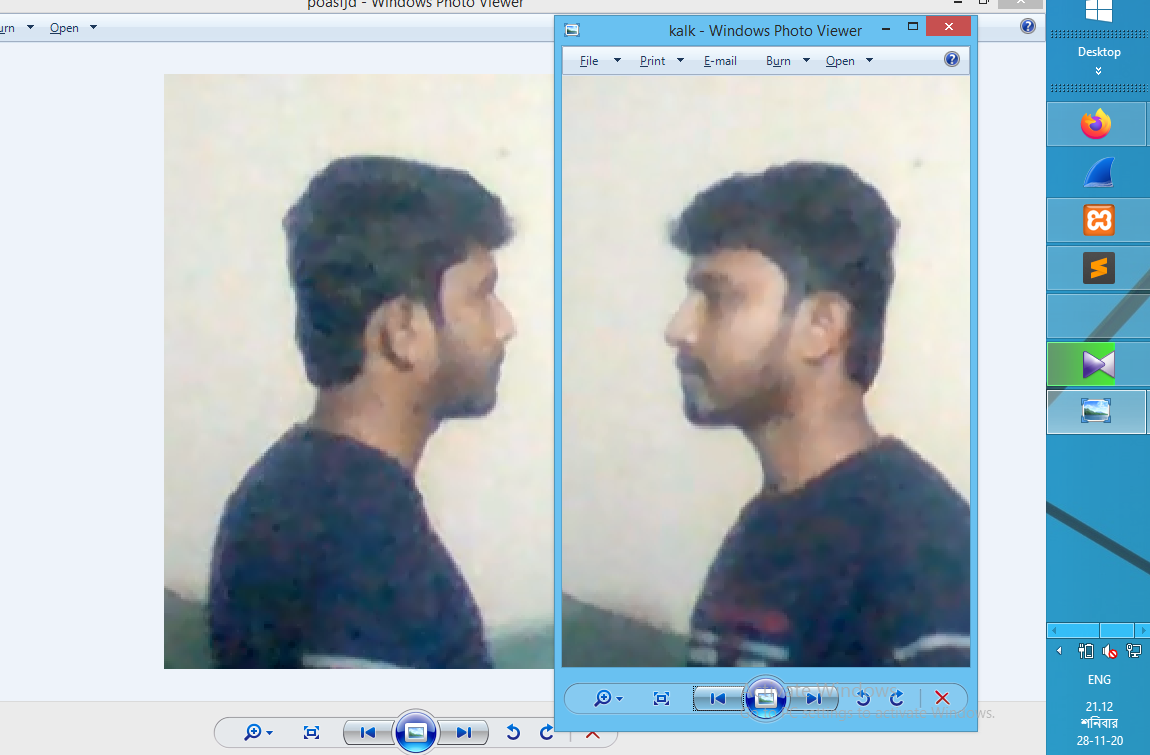 poasijd - Windows Photo Viewer
Open
kalk - Windows Photo Viewer
File Print E-mail Burn Open
Desktop
ENG
21.12
শনিবার
28-11-20